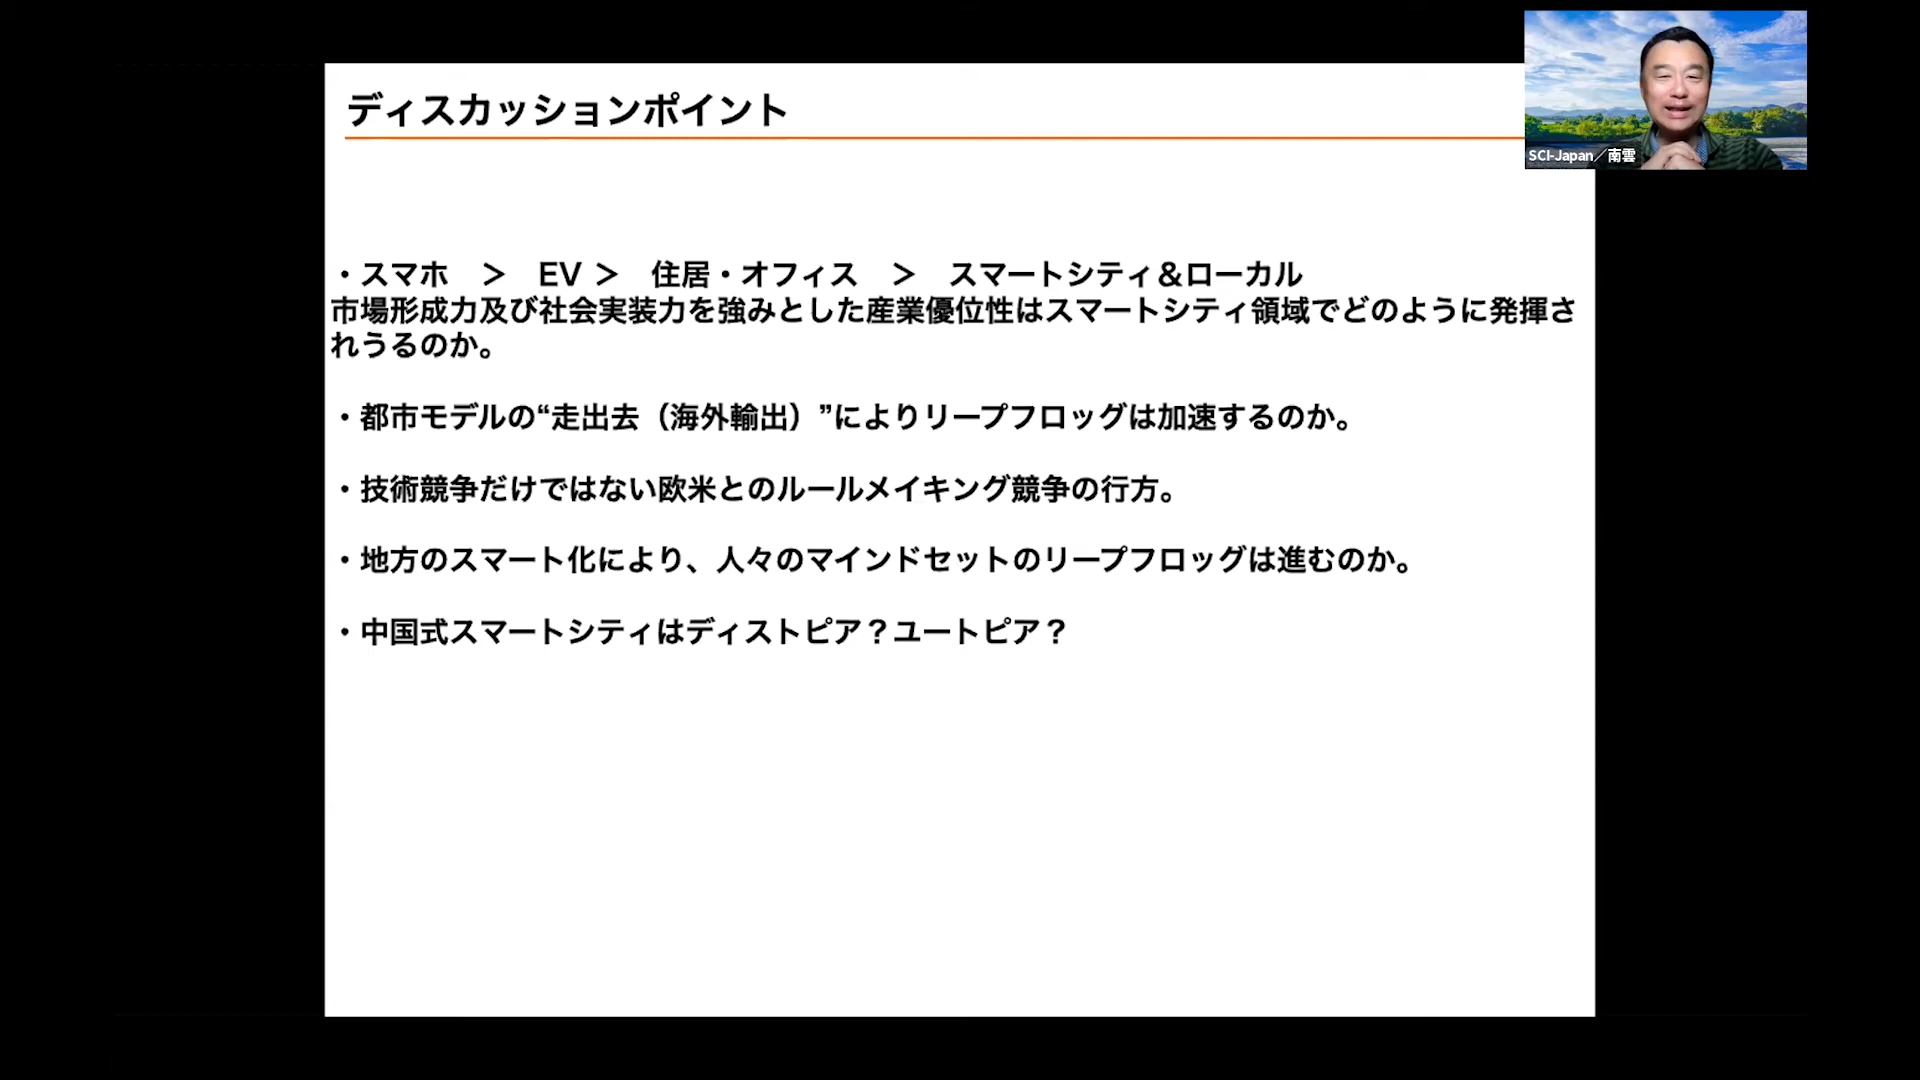 ディスカッションポイント
SCI-Japan／南雲
・スマホ　＞　EV ＞　住居・オフィス　＞　スマートシティ＆ローカル
市場形成力及び社会実装力を強みとした産業優位性はスマートシティ領域でどのように発揮さ
れうるのか。
・都市モデルの“走出去（海外輸出）”によりリープフロッグは加速するのか。
・技術競争だけではない欧米とのルールメイキング競争の行方。
・地方のスマート化により、人々のマインドセットのリープフロッグは進むのか。
・中国式スマートシティはディストピア？ユートピア？